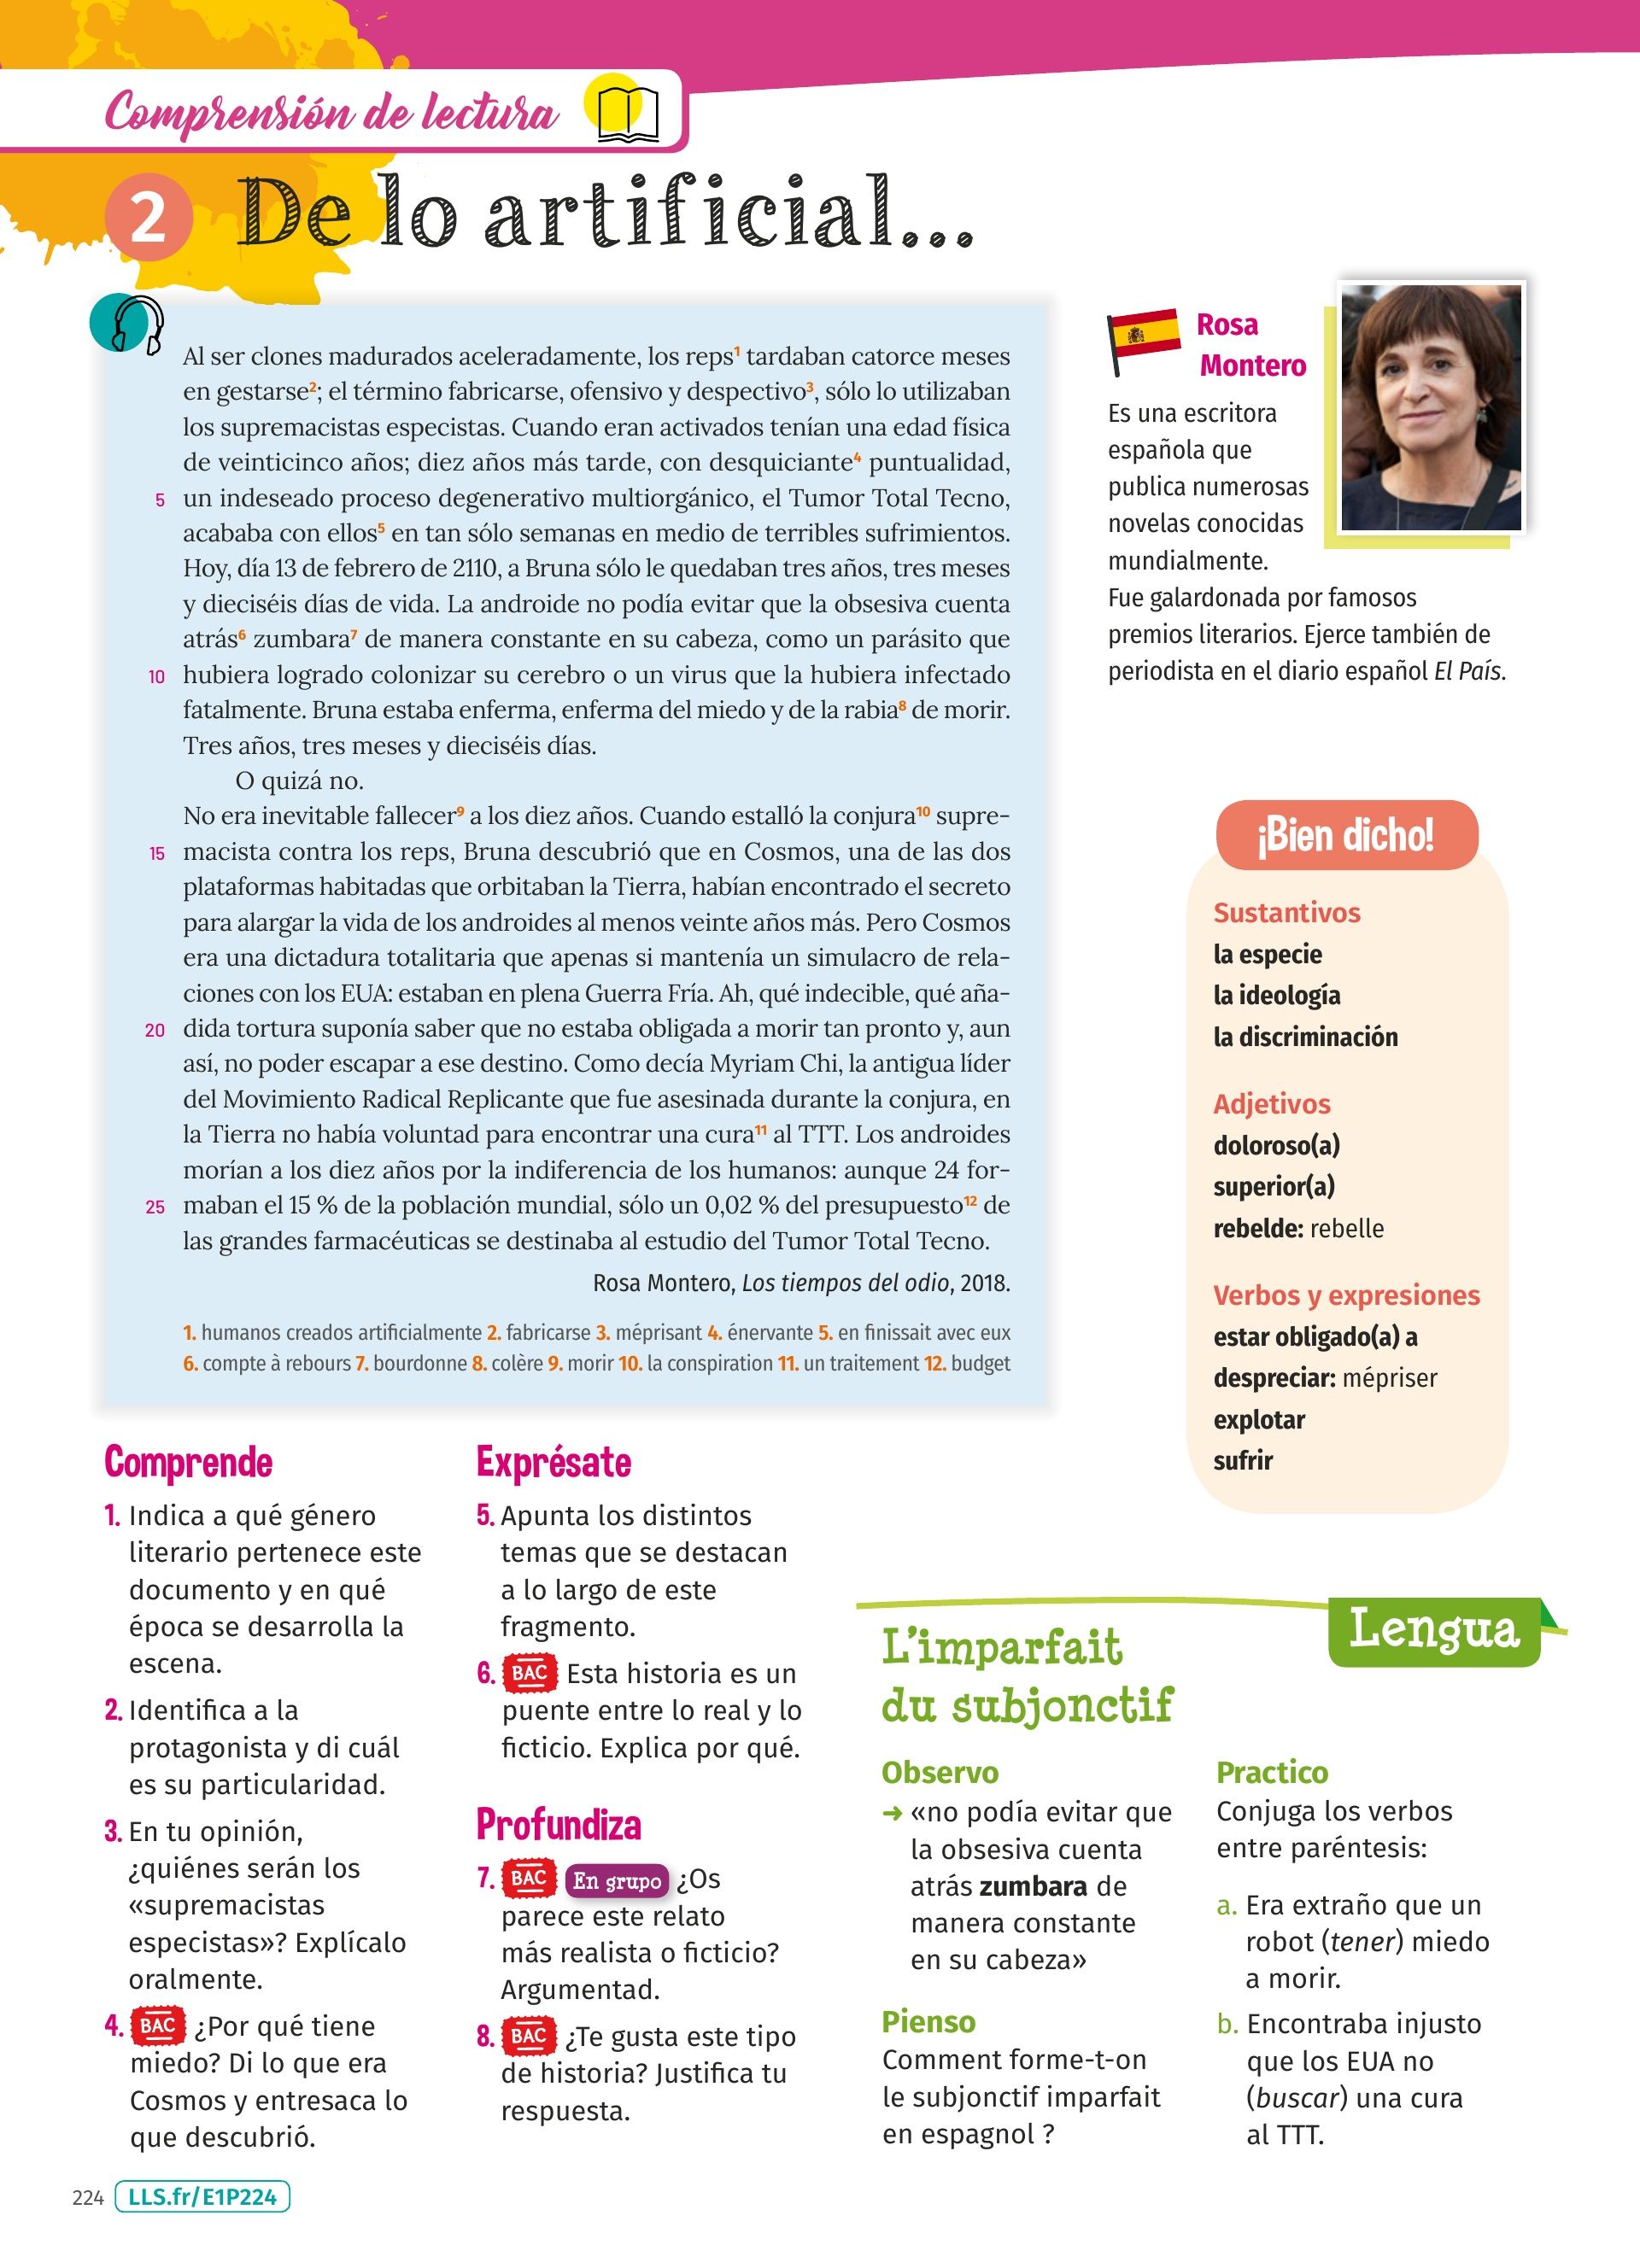 Comprensión de lectura
2 De lo artificial...
Al ser clones madurados aceleradamente, los reps1 tardaban catorce meses
en gestarse2; el término fabricarse, ofensivo y despectivo3, sólo lo utilizaban
los supremacistas especistas. Cuando eran activados tenían una edad física
de veinticinco años; diez años más tarde, con desquiciante4 puntualidad,
5 un indeseado proceso degenerativo multiorgánico, el Tumor Total Tecno,
acababa con ellos5 en tan sólo semanas en medio de terribles sufrimientos.
Hoy, día 13 de febrero de 2110, a Bruna sólo le quedaban tres años, tres meses
y dieciséis días de vida. La androide no podía evitar que la obsesiva cuenta
atrás6 zumbara7 de manera constante en su cabeza, como un parásito que
10 hubiera logrado colonizar su cerebro o un virus que la hubiera infectado
fatalmente. Bruna estaba enferma, enferma del miedo y de la rabia8 de morir.
Tres años, tres meses y dieciséis días.
O quizá no.
No era inevitable fallecer9 a los diez años. Cuando estalló la conjura10 supre-
15 macista contra los reps, Bruna descubrió que en Cosmos, una de las dos
plataformas habitadas que orbitaban la Tierra, habían encontrado el secreto
para alargar la vida de los androides al menos veinte años más. Pero Cosmos
era una dictadura totalitaria que apenas si mantenía un simulacro de rela-
ciones con los EUA: estaban en plena Guerra Fría. Ah, qué indecible, qué aña-
20 dida tortura suponía saber que no estaba obligada a morir tan pronto y, aun
así, no poder escapar a ese destino. Como decía Myriam Chi, la antigua líder
del Movimiento Radical Replicante que fue asesinada durante la conjura, en
la Tierra no había voluntad para encontrar una cura11 al TTT. Los androides
morían a los diez años por la indiferencia de los humanos: aunque 24 for-
25 maban el 15 % de la población mundial, sólo un 0,02 % del presupuesto12 de
las grandes farmacéuticas se destinaba al estudio del Tumor Total Tecno.
Rosa Montero, Los tiempos del odio, 2018.
1. humanos creados artificialmente 2. fabricarse 3. méprisant 4. énervante 5. en finissait avec eux
6. compte à rebours 7. bourdonne 8. colère 9. morir 10. la conspiration 11. un traitement 12. budget
Rosa
Montero
Es una escritora
española que
publica numerosas
novelas conocidas
mundialmente.
Fue galardonada por famosos
premios literarios. Ejerce también de
periodista en el diario español El País.
¡Bien dicho!
Sustantivos
la especie
la ideología
la discriminación
Adjetivos
doloroso(a)
superior(a)
rebelde: rebelle
Verbos y expresiones
estar obligado(a) a
despreciar: mépriser
explotar
sufrir
Comprende
1. Indica a qué género
literario pertenece este
documento y en qué
época se desarrolla la
escena.
2. Identifica a la
protagonista y di cuál
es su particularidad.
3. En tu opinión,
¿quiénes serán los
«supremacistas
especistas»? Explícalo
oralmente.
4. BAC ¿Por qué tiene
miedo? Di lo que era
Cosmos y entresaca lo
que descubrió.
Exprésate
5. Apunta los distintos
temas que se destacan
a lo largo de este
fragmento.
6. BAC Esta historia es un
puente entre lo real y lo
ficticio. Explica por qué.
Profundiza
7. BAC En grupo ¿Os
parece este relato
más realista o ficticio?
Argumentad.
8. BAC ¿Te gusta este tipo
de historia? Justifica tu
respuesta.
Lengua
L'imparfait
du subjonctif
Observo
➜ «no podía evitar que
la obsesiva cuenta
atrás zumbara de
manera constante
en su cabeza»
Pienso
Comment forme-t-on
le subjonctif imparfait
en espagnol ?
Practico
Conjuga los verbos
entre paréntesis:
a. Era extraño que un
robot (tener) miedo
a morir.
b. Encontraba injusto
que los EUA no
(buscar) una cura
al TTT.
224 LLS.fr/E1P224